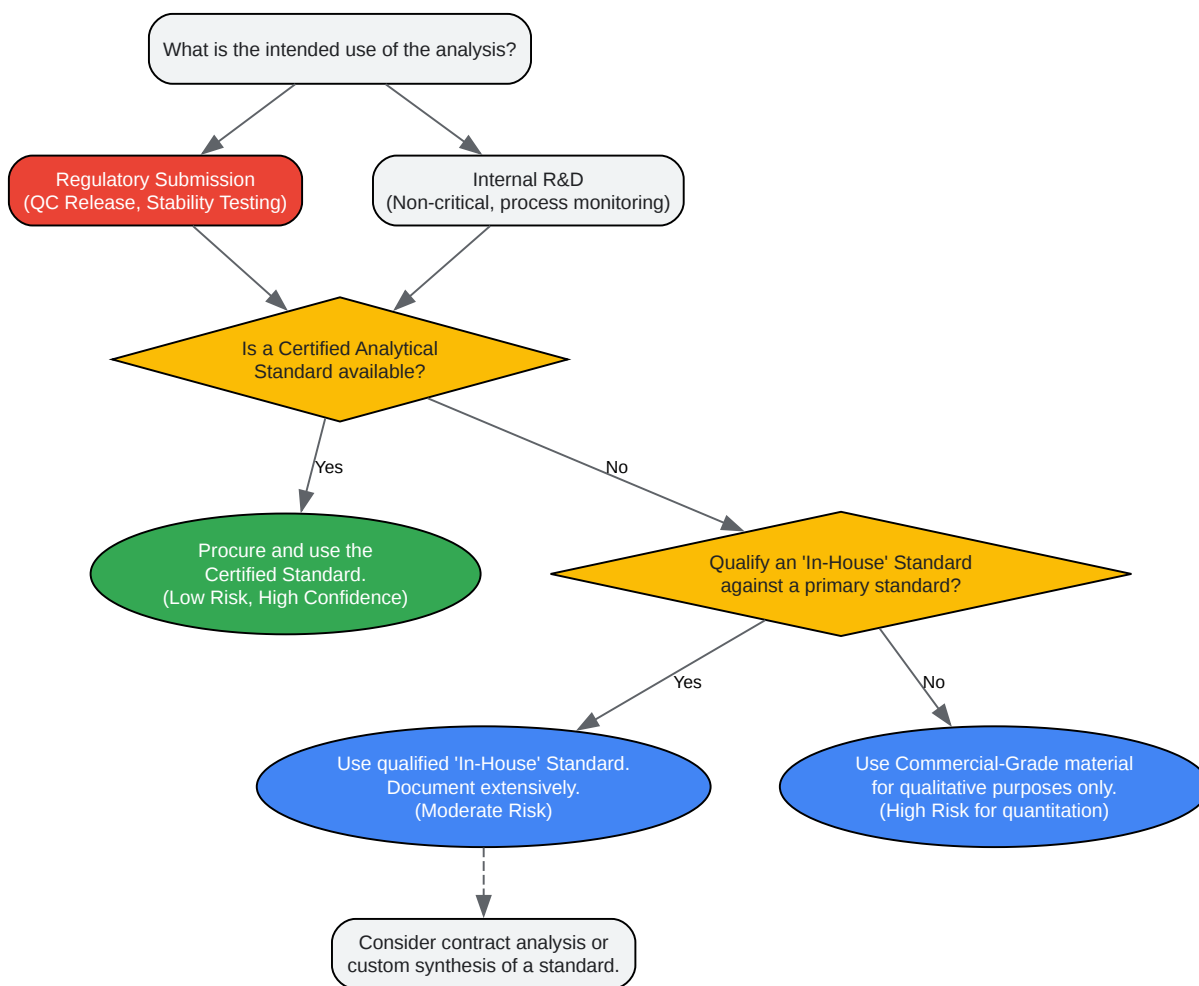 What is the intended use of the analysis?
Regulatory Submission
(QC Release, Stability Testing)
Internal R&D
(Non-critical, process monitoring)
Is a Certified Analytical
Standard available?
Yes
No
Procure and use the
Certified Standard.
(Low Risk, High Confidence)
Qualify an 'In-House' Standard
against a primary standard?
Yes
No
Use qualified 'In-House' Standard.
Document extensively.
(Moderate Risk)
Use Commercial-Grade material
for qualitative purposes only.
(High Risk for quantitation)
Consider contract analysis or
custom synthesis of a standard.